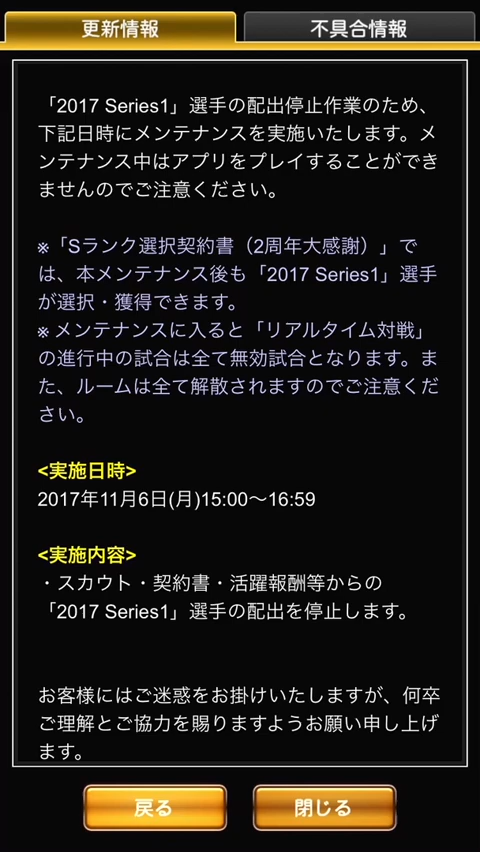 更新情報
不具合情報
「2017 Series1」選手の配出停止作業のため、
下記日時にメンテナンスを実施いたします。メ
ンテナンス中はアプリをプレイすることができ
ませんのでご注意ください。
※「Sランク選択契約書（2周年大感謝）」で
は、本メンテナンス後も「2017 Series1」選手
が選択・獲得できます。
※ メンテナンスに入ると「リアルタイム対戦」
の進行中の試合は全て無効試合となります。ま
た、ルームは全て解散されますのでご注意くだ
さい。
<実施日時>
2017年11月6日(月)15:00〜16:59
<実施内容>
・スカウト・契約書・活躍報酬等からの
「2017 Series1」選手の配出を停止します。
お客様にはご迷惑をお掛けいたしますが、何卒
ご理解とご協力を賜りますようお願い申し上げ
ます。
戻る
閉じる